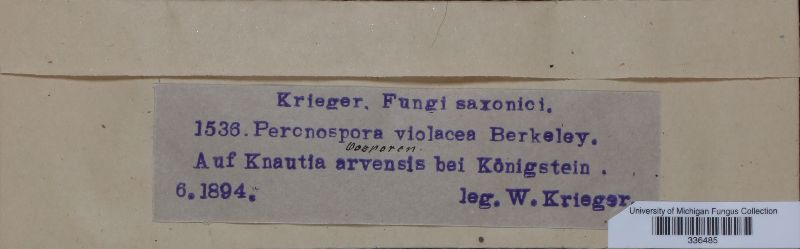 Krieger. Fungi saxonici.
1536. Peronospora violacea Berkeley.
Oosporen.
Auf Knautia arvensis bei Königstein.
6. 1894. leg. W. Krieger.
University of Michigan Fungus Collection
336485